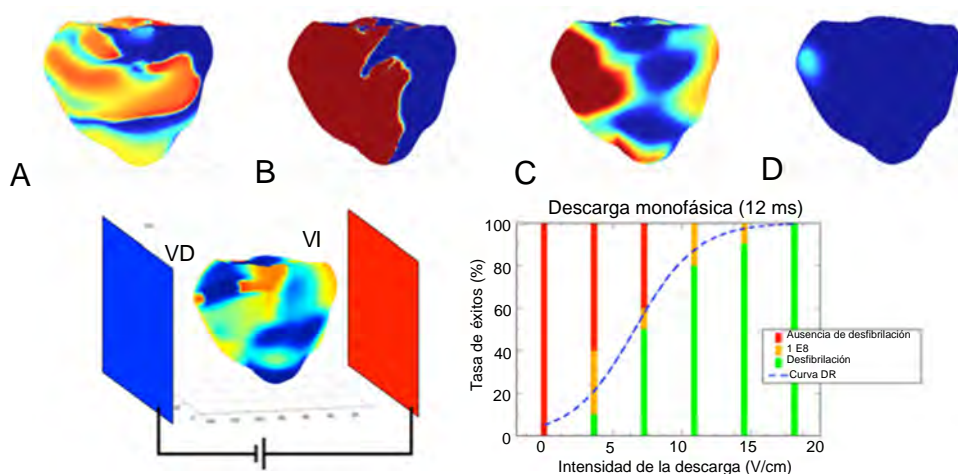 A
B
C
D
VD
VI
Descarga monofásica (12 ms)
Tasa de éxitos (%)
100
80
60
40
20
0
0
5
10
15
20
Intensidad de la descarga (V/cm)
Ausencia de desfibrilación
1 E8
Desfibrilación
Curva DR